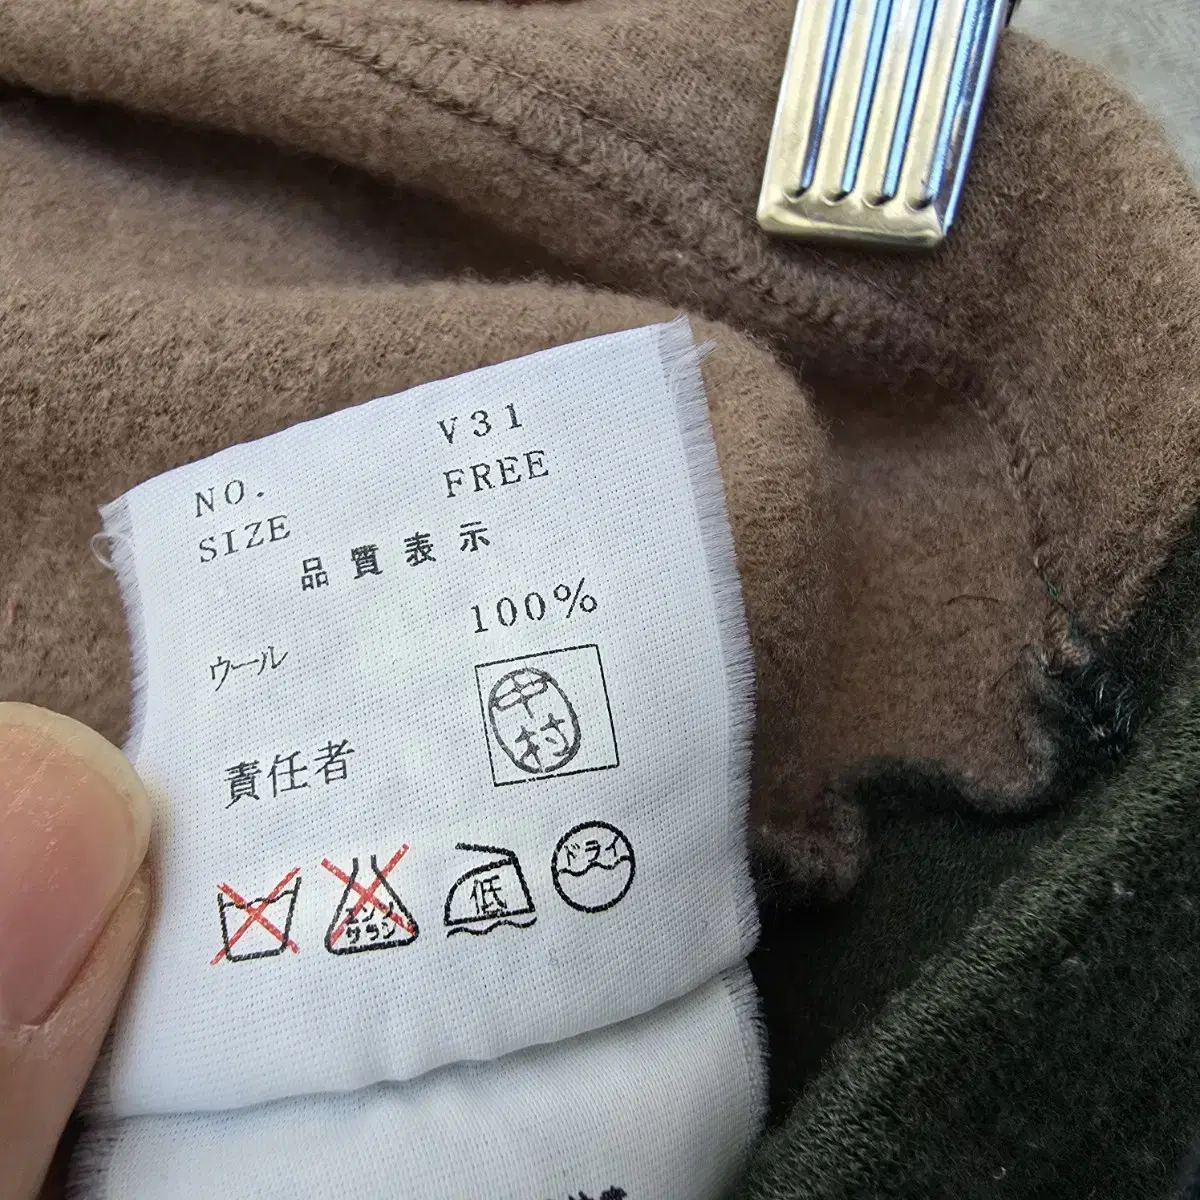 NO. V31
SIZE FREE
品質表示
ウール 100%
責任者 中村
エンソ サラシ 低 ドライ